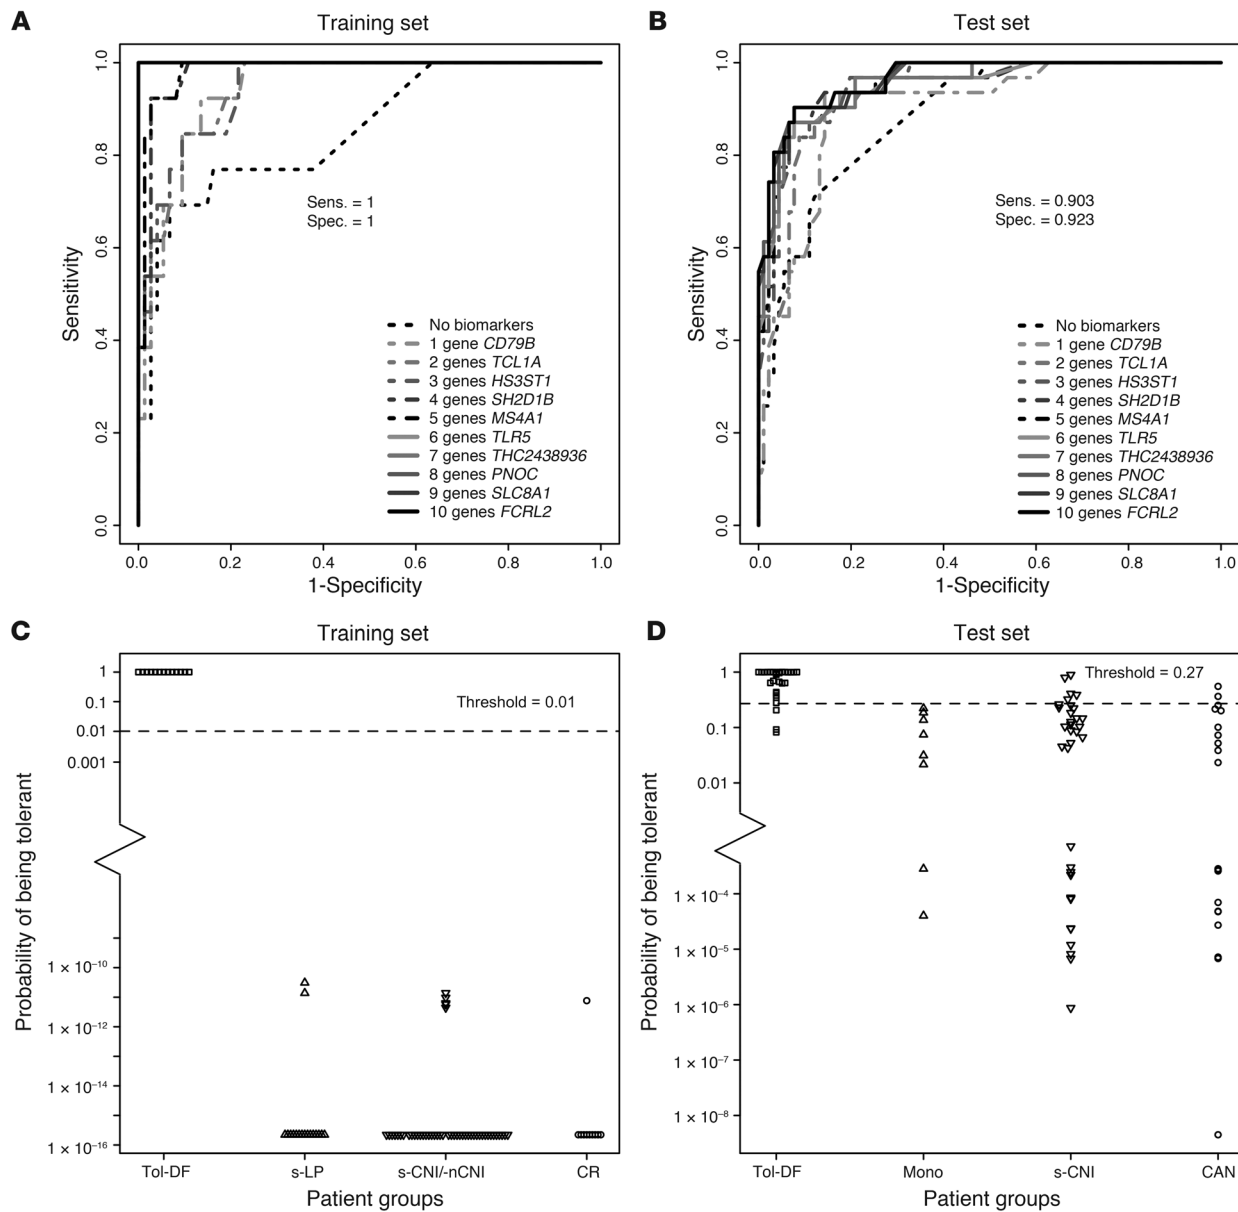 A
Training set
1.0
0.8
0.6
0.4
0.2
0.0
Sensitivity
Sens. = 1
Spec. = 1
No biomarkers
1 gene CD79B
2 genes TCL1A
3 genes HS3ST1
4 genes SH2D1B
5 genes MS4A1
6 genes TLR5
7 genes THC2438936
8 genes PNOC
9 genes SLC8A1
10 genes FCRL2
0.0 0.2 0.4 0.6 0.8 1.0
1-Specificity
B
Test set
1.0
0.8
0.6
0.4
0.2
0.0
Sensitivity
Sens. = 0.903
Spec. = 0.923
No biomarkers
1 gene CD79B
2 genes TCL1A
3 genes HS3ST1
4 genes SH2D1B
5 genes MS4A1
6 genes TLR5
7 genes THC2438936
8 genes PNOC
9 genes SLC8A1
10 genes FCRL2
0.0 0.2 0.4 0.6 0.8 1.0
1-Specificity
C
Training set
Probability of being tolerant
1
0.1
0.01
0.001
1 × 10⁻¹⁰
1 × 10⁻¹²
1 × 10⁻¹⁴
1 × 10⁻¹⁶
Threshold = 0.01
Tol-DF s-LP s-CNI/-nCNI CR
Patient groups
D
Test set
Probability of being tolerant
1
0.1
0.01
1 × 10⁻⁴
1 × 10⁻⁵
1 × 10⁻⁶
1 × 10⁻⁷
1 × 10⁻⁸
Threshold = 0.27
Tol-DF Mono s-CNI CAN
Patient groups